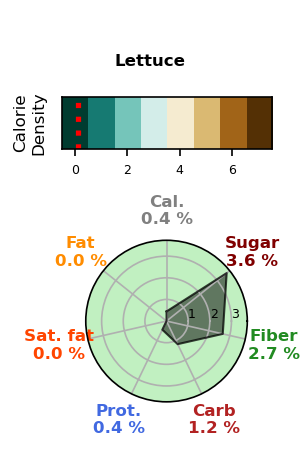 Lettuce
Calorie
Density
0 2 4 6
Cal.
0.4 %
Fat
0.0 %
Sugar
3.6 %
1 2 3
Sat. fat
0.0 %
Fiber
2.7 %
Prot.
0.4 %
Carb
1.2 %